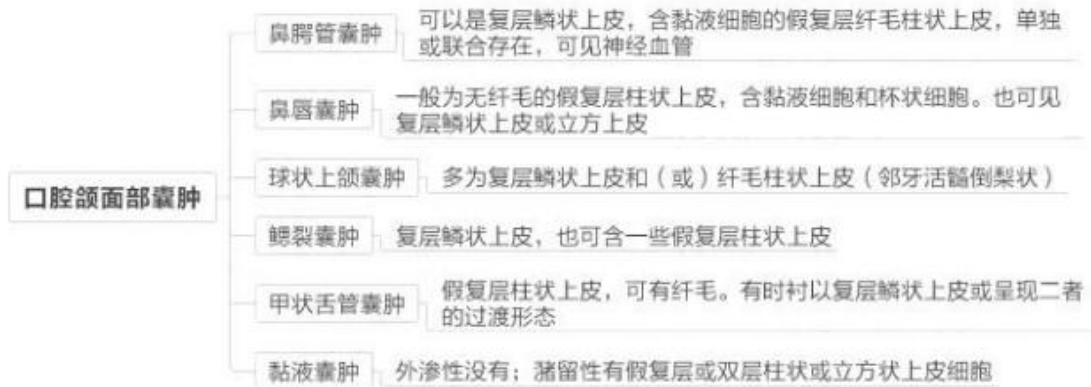 鼻腭管囊肿
可以是复层鳞状上皮，含黏液细胞的假复层纤毛柱状上皮，单独
或联合存在，可见神经血管
鼻唇囊肿
一般为无纤毛的假复层柱状上皮，含黏液细胞和杯状细胞。也可见
复层鳞状上皮或立方上皮
口腔颌面部囊肿
球状上颌囊肿
多为复层鳞状上皮和（或）纤毛柱状上皮（邻牙活髓倒梨状）
鳃裂囊肿
复层鳞状上皮，也可含一些假复层柱状上皮
甲状舌管囊肿
假复层柱状上皮，可有纤毛。有时衬以复层鳞状上皮或呈现二者
的过渡形态
黏液囊肿
外渗性没有；潴留性有假复层或双层柱状或立方状上皮细胞